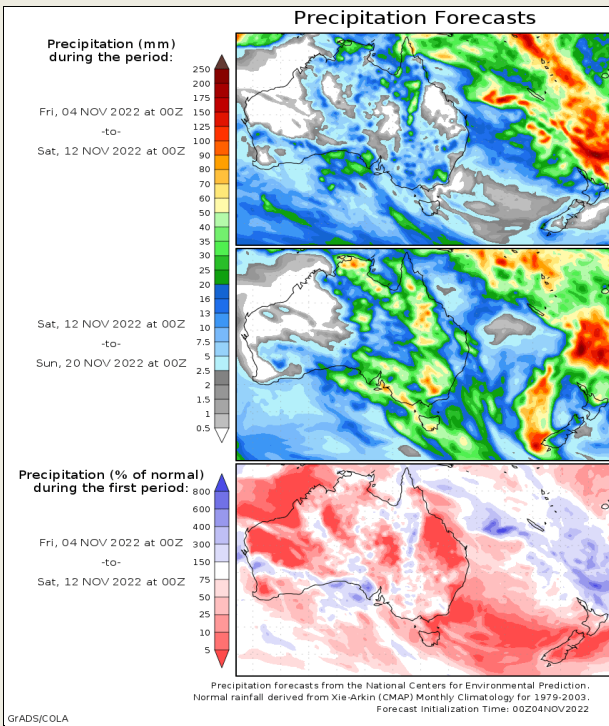 Precipitation Forecasts
Precipitation (mm)
during the period:
Fri, 04 NOV 2022 at 00Z
-to-
Sat, 12 NOV 2022 at 00Z
250
200
175
150
125
100
90
80
70
60
50
40
35
30
25
20
16
13
10
7.5
5
2.5
2
1.5
1
0.5
Sat, 12 NOV 2022 at 00Z
-to-
Sun, 20 NOV 2022 at 00Z
Precipitation (% of normal)
during the first period:
Fri, 04 NOV 2022 at 00Z
-to-
Sat, 12 NOV 2022 at 00Z
800
600
400
300
150
75
50
25
10
5
Precipitation forecasts from the National Centers for Environmental Prediction.
Normal rainfall derived from Xie-Arkin (CMAP) Monthly Climatology for 1979-2003.
Forecast Initialization Time: 00Z04NOV2022
GrADS/COLA